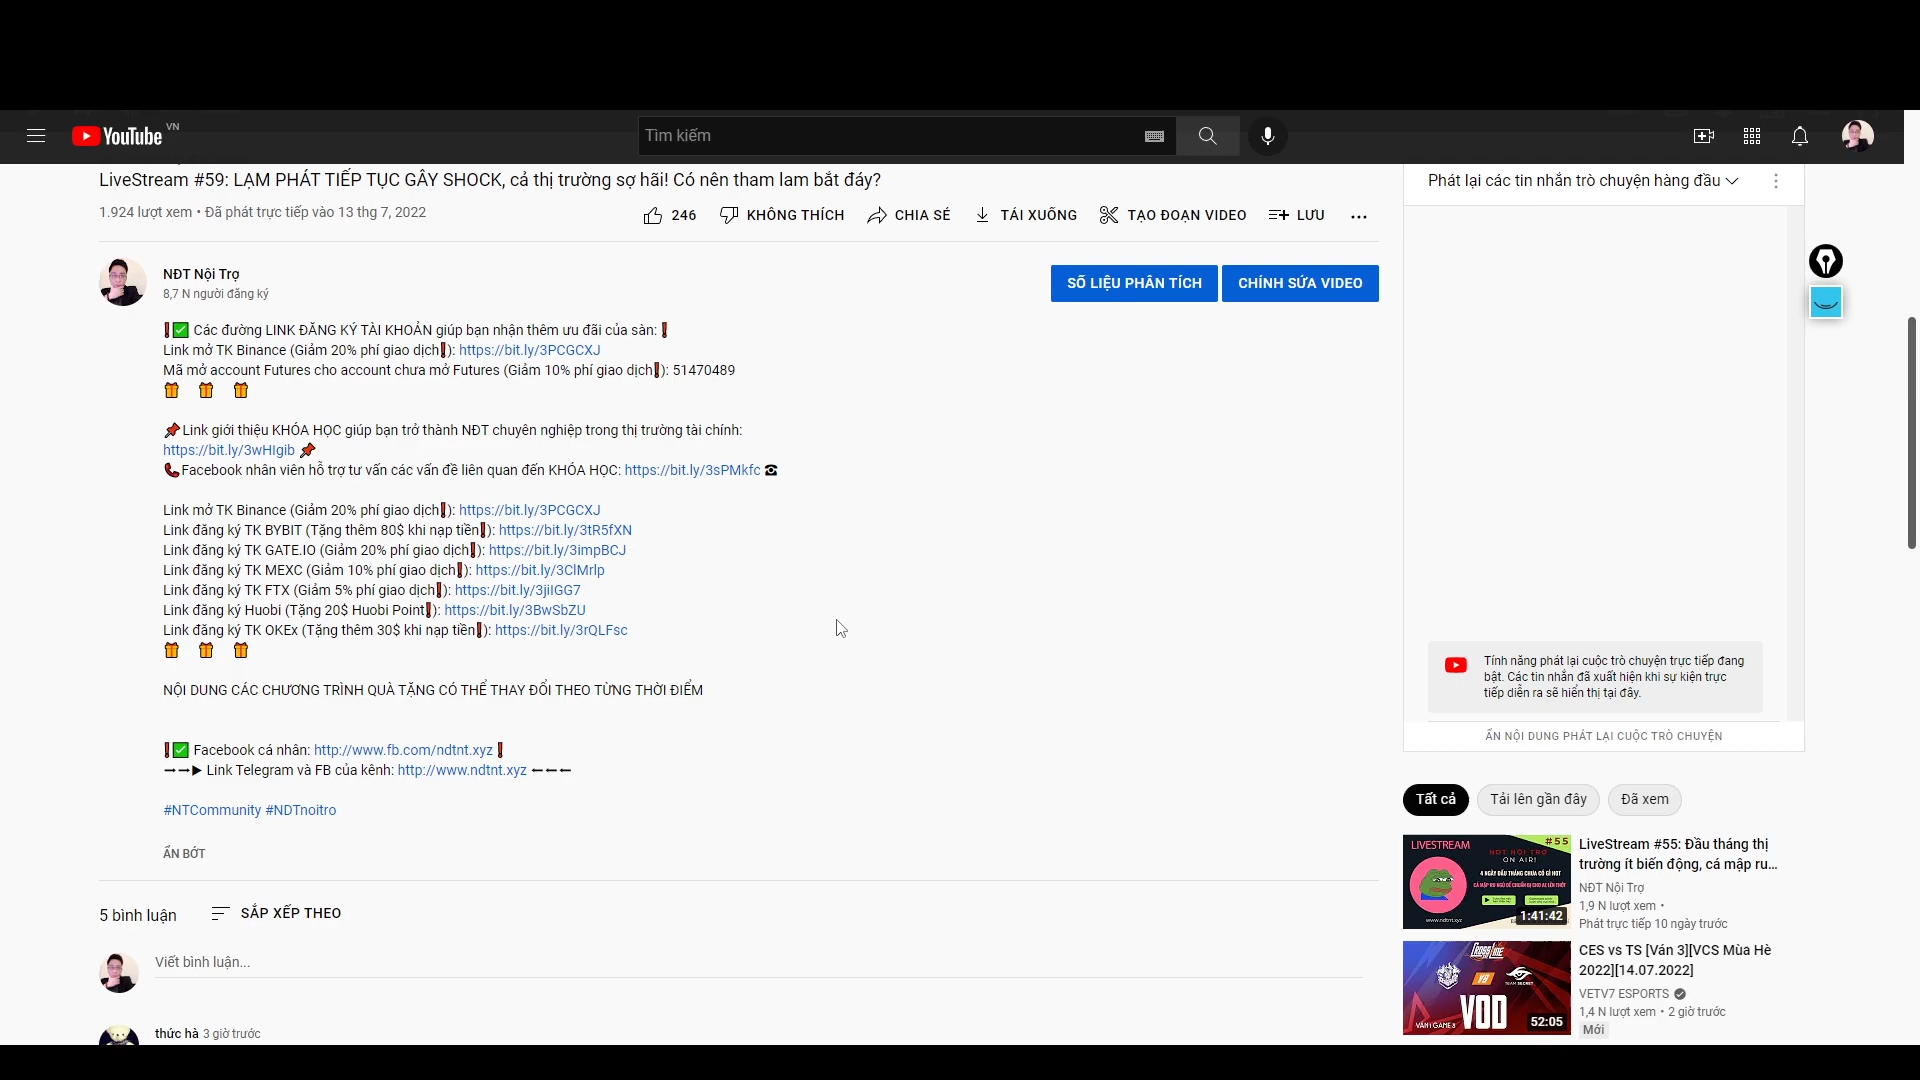 YouTube VN
Tìm kiếm
LiveStream #59: LẠM PHÁT TIẾP TỤC GÂY SHOCK, cả thị trường sợ hãi! Có nên tham lam bắt đáy?
1.924 lượt xem • Đã phát trực tiếp vào 13 thg 7, 2022
246 KHÔNG THÍCH CHIA SẺ TẢI XUỐNG TẠO ĐOẠN VIDEO LƯU
NĐT Nội Trợ
8,7 N người đăng ký
SỐ LIỆU PHÂN TÍCH CHỈNH SỬA VIDEO
❗✅ Các đường LINK ĐĂNG KÝ TÀI KHOẢN giúp bạn nhận thêm ưu đãi của sàn:❗
Link mở TK Binance (Giảm 20% phí giao dịch❗): https://bit.ly/3PCGCXJ
Mã mở account Futures cho account chưa mở Futures (Giảm 10% phí giao dịch❗): 51470489
🎁 🎁 🎁
📌Link giới thiệu KHÓA HỌC giúp bạn trở thành NĐT chuyên nghiệp trong thị trường tài chính:
https://bit.ly/3wHIgib 📌
📞Facebook nhân viên hỗ trợ tư vấn các vấn đề liên quan đến KHÓA HỌC: https://bit.ly/3sPMkfc ☎
Link mở TK Binance (Giảm 20% phí giao dịch❗): https://bit.ly/3PCGCXJ
Link đăng ký TK BYBIT (Tặng thêm 80$ khi nạp tiền❗): https://bit.ly/3tR5fXN
Link đăng ký TK GATE.IO (Giảm 20% phí giao dịch❗): https://bit.ly/3impBCJ
Link đăng ký TK MEXC (Giảm 10% phí giao dịch❗): https://bit.ly/3ClMrlp
Link đăng ký TK FTX (Giảm 5% phí giao dịch❗): https://bit.ly/3jiIGG7
Link đăng ký Huobi (Tặng 20$ Huobi Point❗): https://bit.ly/3BwSbZU
Link đăng ký TK OKEx (Tặng thêm 30$ khi nạp tiền❗): https://bit.ly/3rQLFsc
🎁 🎁 🎁
NỘI DUNG CÁC CHƯƠNG TRÌNH QUÀ TẶNG CÓ THỂ THAY ĐỔI THEO TỪNG THỜI ĐIỂM
❗✅ Facebook cá nhân: http://www.fb.com/ndtnt.xyz❗
➙➙► Link Telegram và FB của kênh: http://www.ndtnt.xyz ←←←
#NTCommunity #NDTnoitro
ẨN BỚT
5 bình luận SẮP XẾP THEO
Viết bình luận...
thức hà 3 giờ trước
Phát lại các tin nhắn trò chuyện hàng đầu
Tính năng phát lại cuộc trò chuyện trực tiếp đang
bật. Các tin nhắn đã xuất hiện khi sự kiện trực
tiếp diễn ra sẽ hiển thị tại đây.
ẨN NỘI DUNG PHÁT LẠI CUỘC TRÒ CHUYỆN
Tất cả Tải lên gần đây Đã xem
LIVESTREAM #55
NDT NỘI TRỢ
ON AIR!
4 NGÀY ĐẦU THÁNG CHƯA CÓ GÌ HOT
www.ndtnt.xyz
1:41:42
LiveStream #55: Đầu tháng thị
trường ít biến động, cá mập ru...
NĐT Nội Trợ
1,9 N lượt xem •
Phát trực tiếp 10 ngày trước
VS
TEAM SECRET
VOD
52:05
CES vs TS [Ván 3][VCS Mùa Hè
2022][14.07.2022]
VETV7 ESPORTS
1,4 N lượt xem • 2 giờ trước
Mới